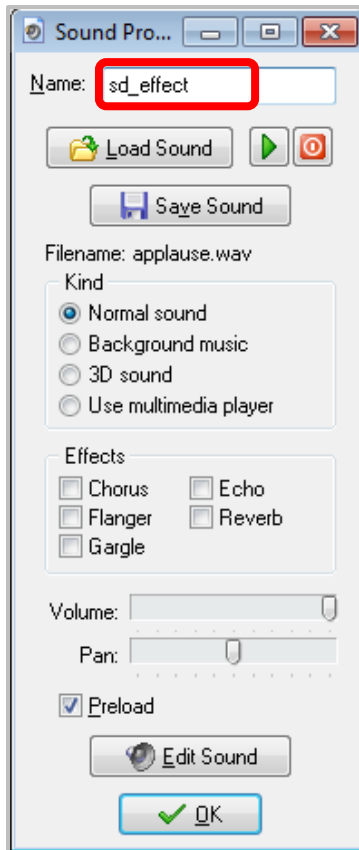 Sound Pro...
Name: sd_effect
Load Sound
Save Sound
Filename: applause.wav
Kind
Normal sound
Background music
3D sound
Use multimedia player
Effects
Chorus Echo
Flanger Reverb
Gargle
Volume:
Pan:
Preload
Edit Sound
OK